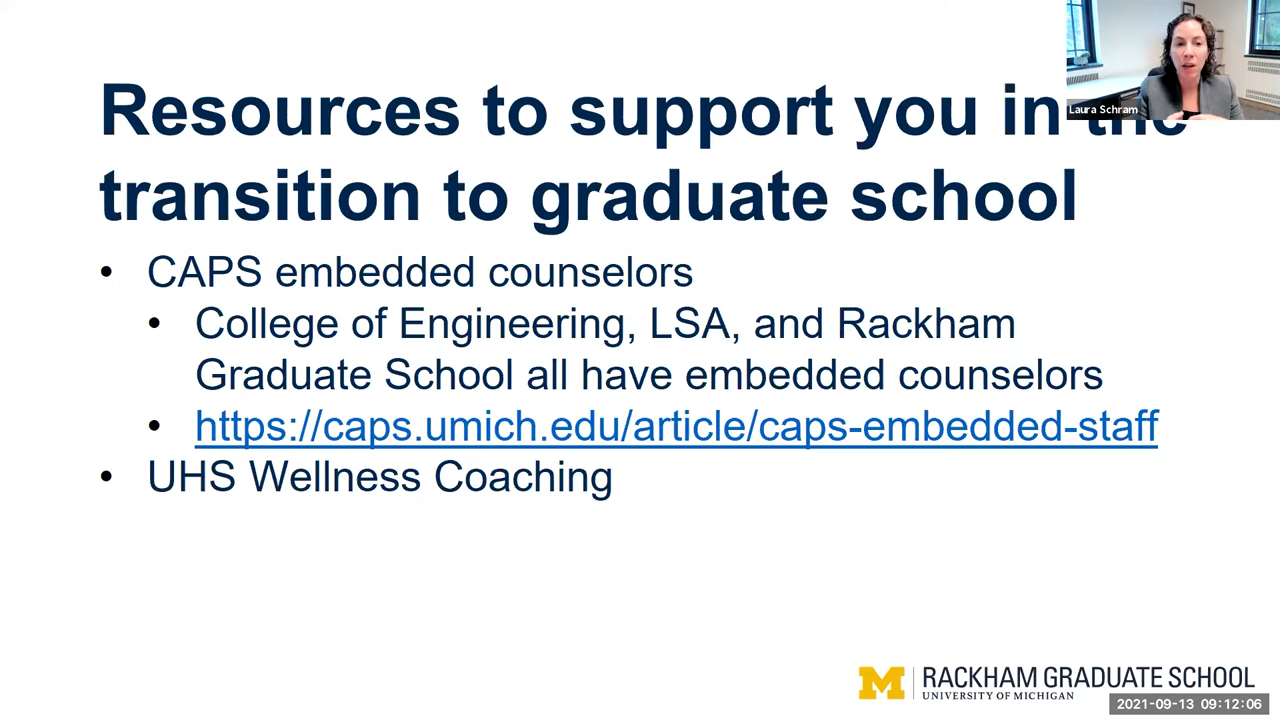 Resources to support you in the
transition to graduate school
• CAPS embedded counselors
• College of Engineering, LSA, and Rackham
Graduate School all have embedded counselors
• https://caps.umich.edu/article/caps-embedded-staff
• UHS Wellness Coaching
Laura Schram
M RACKHAM GRADUATE SCHOOL
UNIVERSITY OF MICHIGAN
2021-09-13 09:12:06